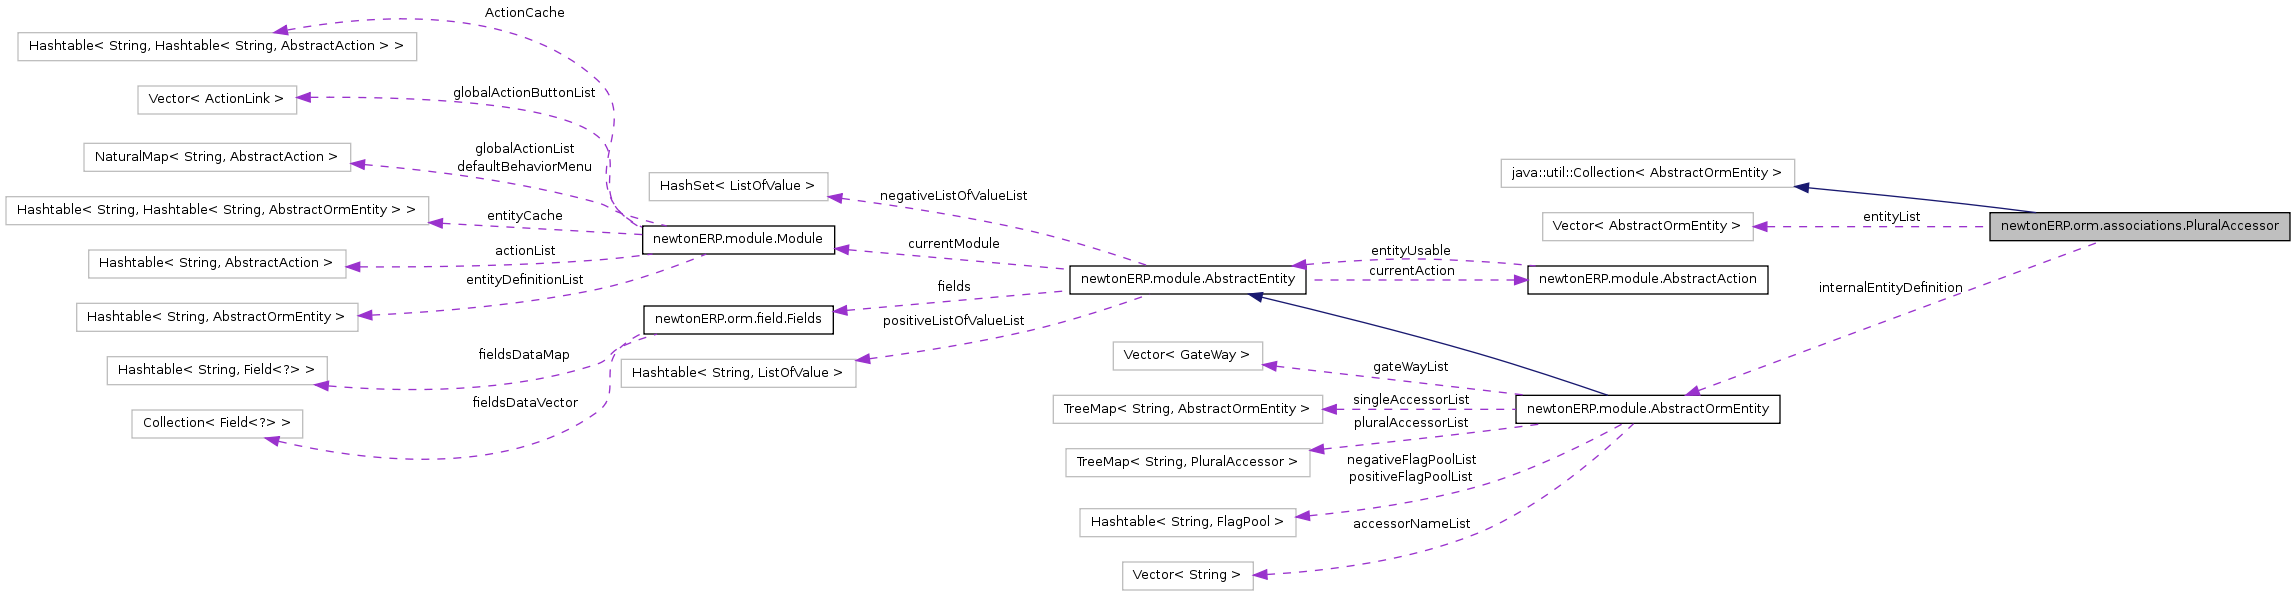 ActionCache
Hashtable< String, Hashtable< String, AbstractAction > >
globalActionButtonList
Vector< ActionLink >
globalActionList
defaultBehaviorMenu
NaturalMap< String, AbstractAction >
entityCache
Hashtable< String, Hashtable< String, AbstractOrmEntity > >
actionList
Hashtable< String, AbstractAction >
entityDefinitionList
Hashtable< String, AbstractOrmEntity >
fieldsDataMap
Hashtable< String, Field<?> >
fieldsDataVector
Collection< Field<?> >
HashSet< ListOfValue >
newtonERP.module.Module
newtonERP.orm.field.Fields
Hashtable< String, ListOfValue >
negativeListOfValueList
currentModule
fields
positiveListOfValueList
newtonERP.module.AbstractEntity
Vector< GateWay >
TreeMap< String, AbstractOrmEntity >
TreeMap< String, PluralAccessor >
Hashtable< String, FlagPool >
Vector< String >
entityUsable
currentAction
gateWayList
singleAccessorList
pluralAccessorList
negativeFlagPoolList
positiveFlagPoolList
accessorNameList
java::util::Collection< AbstractOrmEntity >
Vector< AbstractOrmEntity >
newtonERP.module.AbstractAction
newtonERP.module.AbstractOrmEntity
entityList
internalEntityDefinition
newtonERP.orm.associations.PluralAccessor